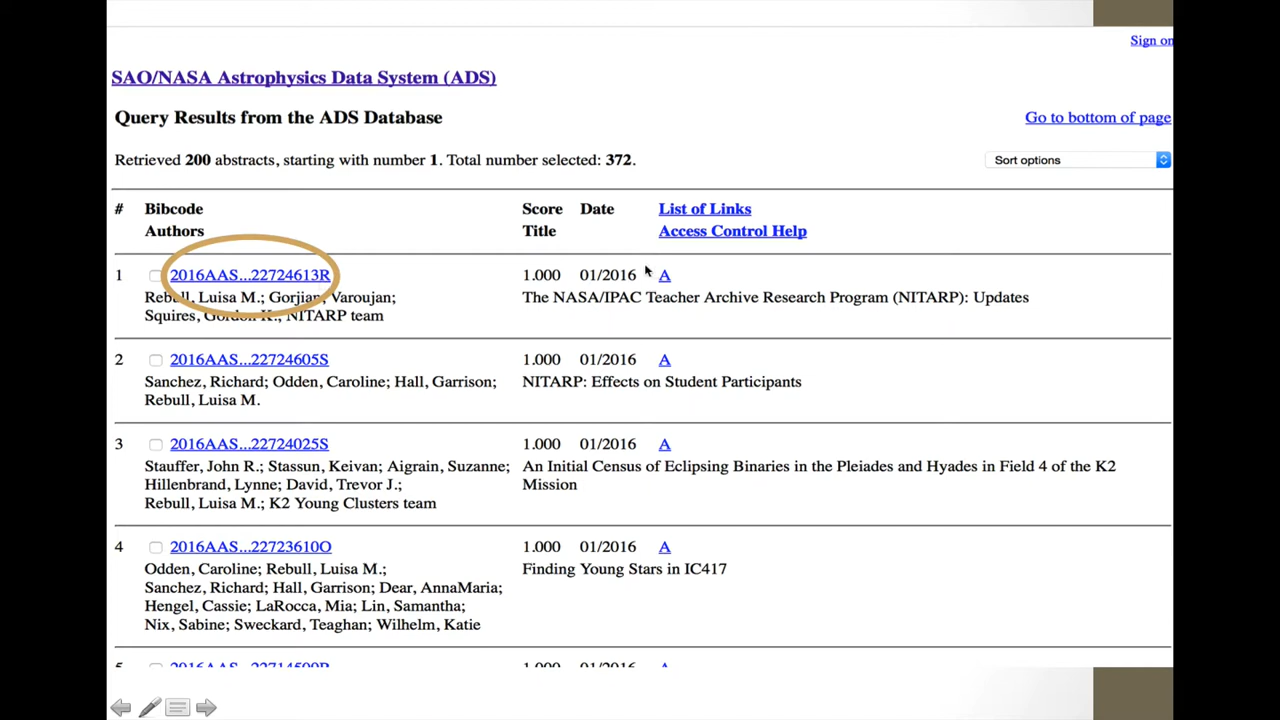 Sign on
SAO/NASA Astrophysics Data System (ADS)
Query Results from the ADS Database
Go to bottom of page
Retrieved 200 abstracts, starting with number 1. Total number selected: 372.
Sort options
# Bibcode Score Date List of Links
Authors Title Access Control Help
1 2016AAS...22724613R 1.000 01/2016 A
Rebull, Luisa M.; Gorjian, Varoujan; The NASA/IPAC Teacher Archive Research Program (NITARP): Updates
Squires, Gordon K.; NITARP team
2 2016AAS...22724605S 1.000 01/2016 A
Sanchez, Richard; Odden, Caroline; Hall, Garrison; NITARP: Effects on Student Participants
Rebull, Luisa M.
3 2016AAS...22724025S 1.000 01/2016 A
Stauffer, John R.; Stassun, Keivan; Aigrain, Suzanne; An Initial Census of Eclipsing Binaries in the Pleiades and Hyades in Field 4 of the K2
Hillenbrand, Lynne; David, Trevor J.; Mission
Rebull, Luisa M.; K2 Young Clusters team
4 2016AAS...22723610O 1.000 01/2016 A
Odden, Caroline; Rebull, Luisa M.; Finding Young Stars in IC417
Sanchez, Richard; Hall, Garrison; Dear, AnnaMaria;
Hengel, Cassie; LaRocca, Mia; Lin, Samantha;
Nix, Sabine; Sweckard, Teaghan; Wilhelm, Katie
5 1.000 01/2016 A